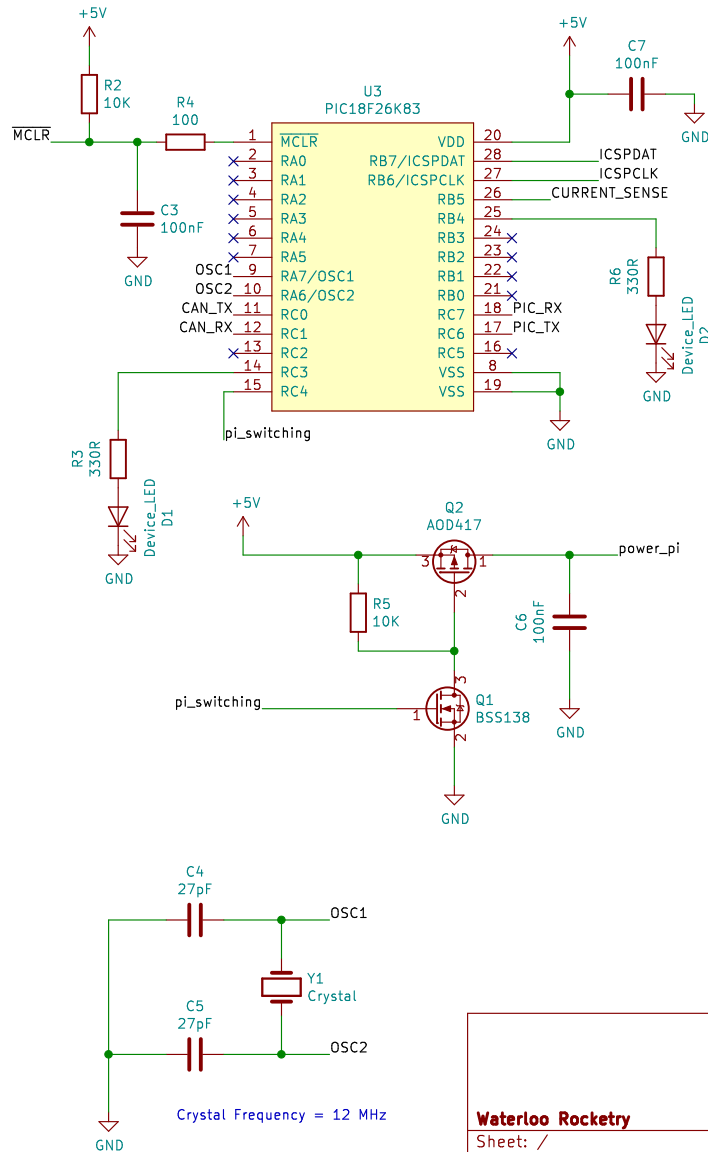 +5V
R2
10K
R4
100
MCLR
C3
100nF
GND
U3
PIC18F26K83
1 MCLR
2 RA0
3 RA1
4 RA2
5 RA3
6 RA4
7 RA5
OSC1 9 RA7/OSC1
OSC2 10 RA6/OSC2
CAN_TX 11 RC0
CAN_RX 12 RC1
13 RC2
14 RC3
15 RC4
VDD 20
RB7/ICSPDAT 28 ICSPDAT
RB6/ICSPCLK 27 ICSPCLK
RB5 26 CURRENT_SENSE
RB4 25
RB3 24
RB2 23
RB1 22
RB0 21
RC7 18 PIC_RX
RC6 17 PIC_TX
RC5 16
VSS 8
VSS 19
GND
+5V
C7
100nF
GND
R6
330R
Device_LED
D2
GND
pi_switching
R3
330R
Device_LED
D1
GND
+5V
Q2
AOD417
3
1
2
power_pi
R5
10K
C6
100nF
GND
pi_switching
3
1
2
Q1
BSS138
GND
C4
27pF
OSC1
Y1
Crystal
C5
27pF
OSC2
GND
Crystal Frequency = 12 MHz
Waterloo Rocketry
Sheet: /